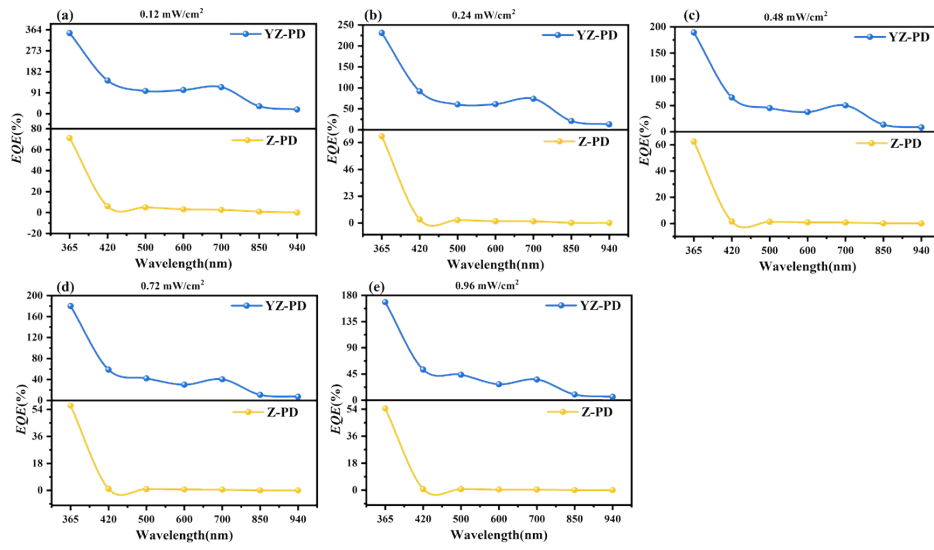 (a) 0.12 mW/cm²
EQE(%)
364
273
182
91
0
YZ-PD
80
60
40
20
0
-20
Z-PD
365 420 500 600 700 850 940
Wavelength(nm)
(b) 0.24 mW/cm²
EQE(%)
250
200
150
100
50
0
YZ-PD
69
46
23
0
Z-PD
365 420 500 600 700 850 940
Wavelength(nm)
(c) 0.48 mW/cm²
EQE(%)
200
150
100
50
0
YZ-PD
60
40
20
0
Z-PD
365 420 500 600 700 850 940
Wavelength(nm)
(d) 0.72 mW/cm²
EQE(%)
180
160
120
80
40
0
YZ-PD
54
36
18
0
Z-PD
365 420 500 600 700 850 940
Wavelength(nm)
(e) 0.96 mW/cm²
EQE(%)
180
135
90
45
0
YZ-PD
54
36
18
0
Z-PD
365 420 500 600 700 850 940
Wavelength(nm)